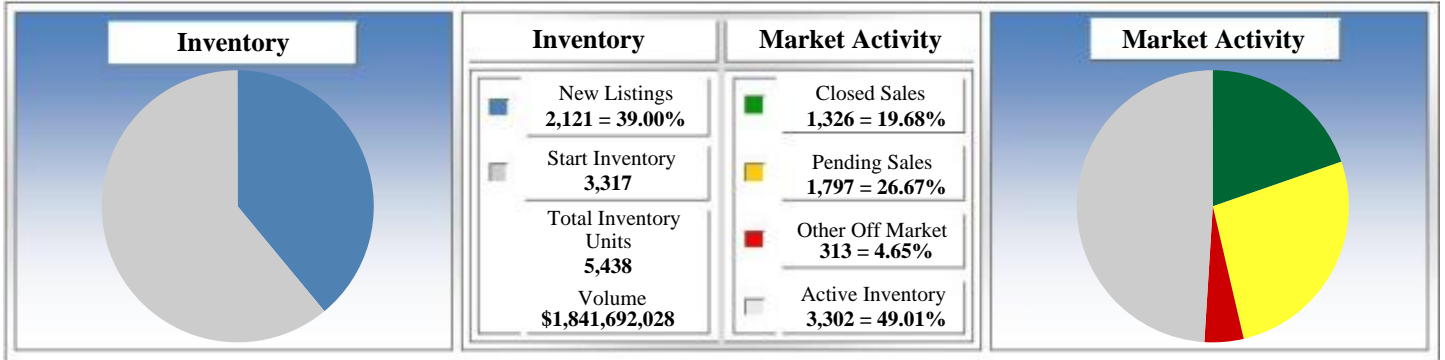 Inventory
Inventory
Market Activity
Market Activity
New Listings
2,121 = 39.00%
Start Inventory
3,317
Total Inventory
Units
5,438
Volume
$1,841,692,028
Closed Sales
1,326 = 19.68%
Pending Sales
1,797 = 26.67%
Other Off Market
313 = 4.65%
Active Inventory
3,302 = 49.01%